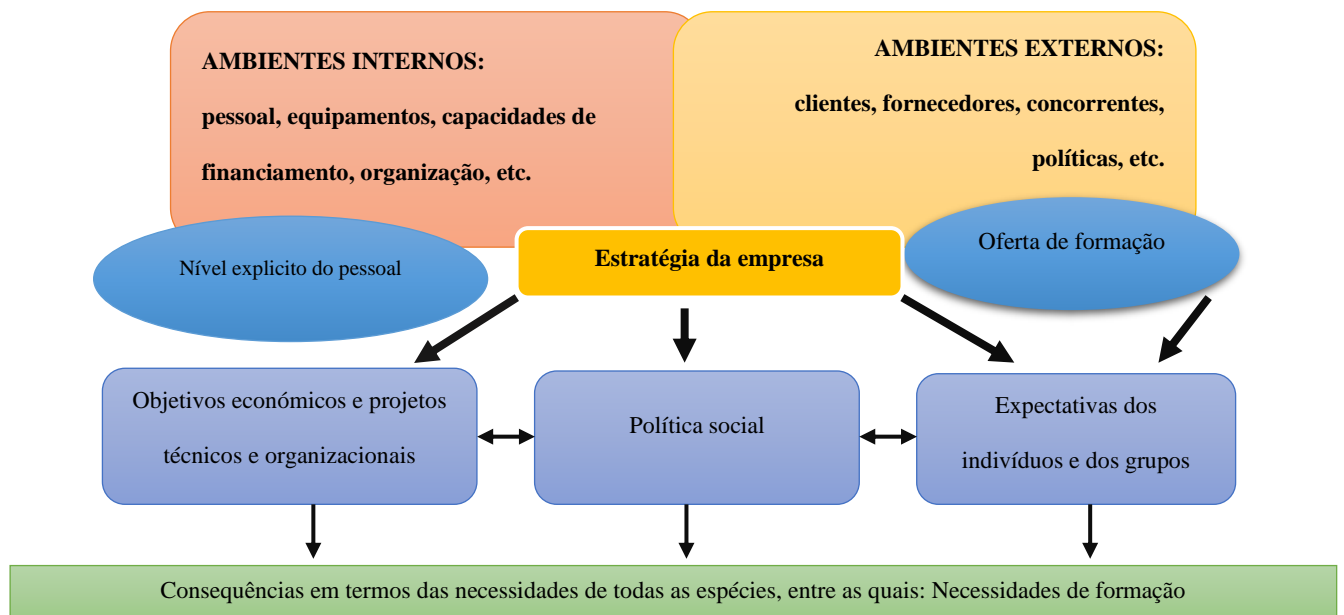 AMBIENTES INTERNOS:
pessoal, equipamentos, capacidades de
financiamento, organização, etc.
AMBIENTES EXTERNOS:
clientes, fornecedores, concorrentes,
políticas, etc.
Nível explicito do pessoal
Estratégia da empresa
Oferta de formação
Objetivos económicos e projetos
técnicos e organizacionais
Política social
Expectativas dos
indivíduos e dos grupos
Consequências em termos das necessidades de todas as espécies, entre as quais: Necessidades de formação